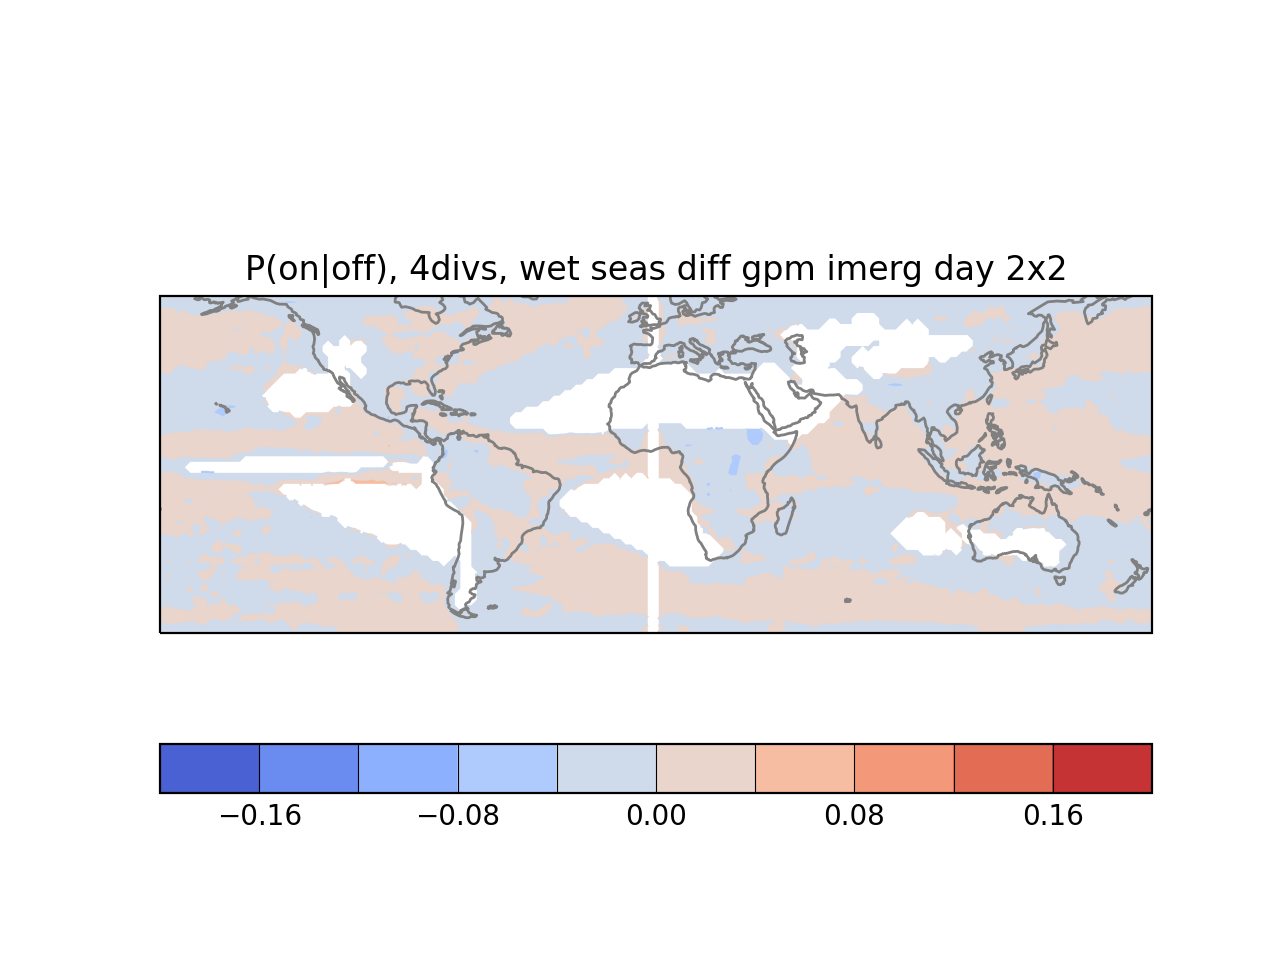 P(on|off), 4divs, wet seas diff gpm imerg day 2x2
−0.16 −0.08 0.00 0.08 0.16